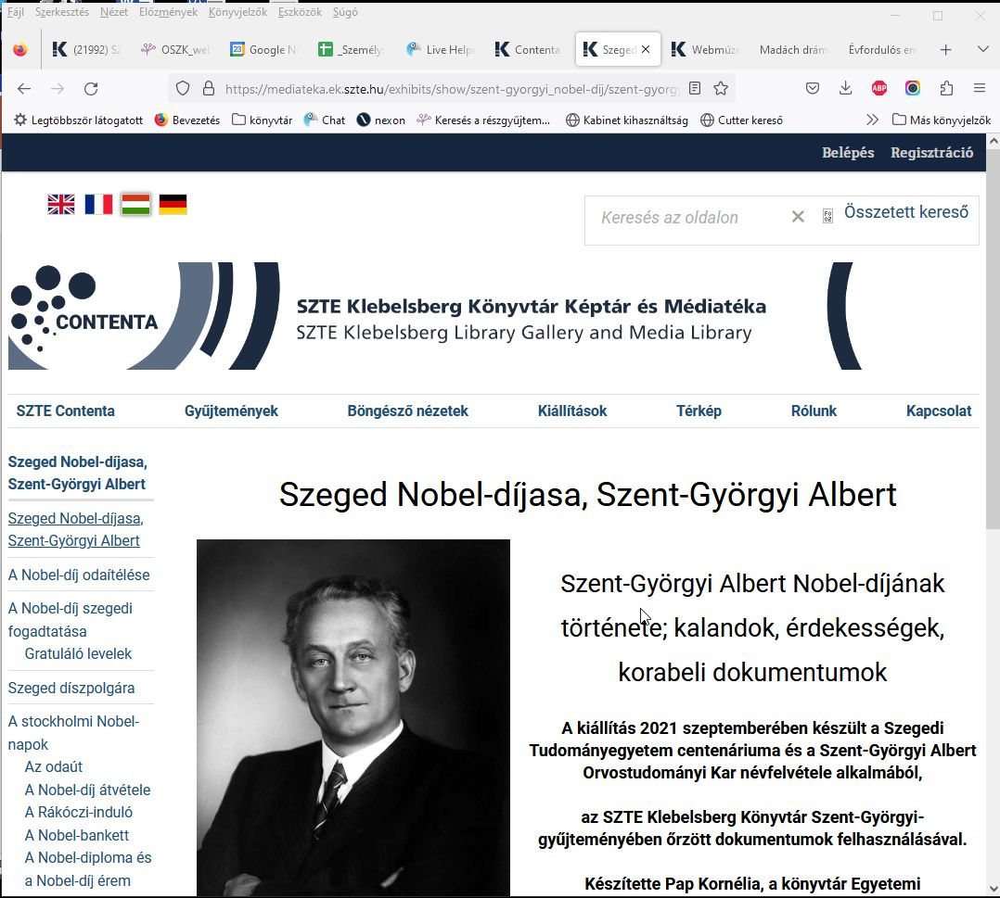 Fájl Szerkesztés Nézet Előzmények Könyvjelzők Eszközök Súgó
(21992) SZ OSZK_we Google N _Személy Live Help Contenta Szeged Webmúz Madách drám Évfordulós em
https://mediateka.ek.szte.hu/exhibits/show/szent-gyorgyi_nobel-dij/szent-gyorgy
Legtöbbször látogatott Bevezetés könyvtár Chat nexon Keresés a részgyűjtem... Kabinet kihasználtság Cutter kereső Más könyvjelzők
Belépés Regisztráció
Keresés az oldalon Összetett kereső
CONTENTA
SZTE Klebelsberg Könyvtár Képtár és Médiatéka
SZTE Klebelsberg Library Gallery and Media Library
SZTE Contenta Gyűjtemények Böngésző nézetek Kiállítások Térkép Rólunk Kapcsolat
Szeged Nobel-díjasa,
Szent-Györgyi Albert
Szeged Nobel-díjasa,
Szent-Györgyi Albert
A Nobel-díj odaítélése
A Nobel-díj szegedi
fogadtatása
Gratuláló levelek
Szeged díszpolgára
A stockholmi Nobel-
napok
Az odaút
A Nobel-díj átvétele
A Rákóczi-induló
A Nobel-bankett
A Nobel-diploma és
a Nobel-díj érem
Szeged Nobel-díjasa, Szent-Györgyi Albert
Szent-Györgyi Albert Nobel-díjának
története; kalandok, érdekességek,
korabeli dokumentumok
A kiállítás 2021 szeptemberében készült a Szegedi
Tudományegyetem centenáriuma és a Szent-Györgyi Albert
Orvostudományi Kar névfelvétele alkalmából,
az SZTE Klebelsberg Könyvtár Szent-Györgyi-
gyűjteményében őrzött dokumentumok felhasználásával.
Készítette Pap Kornélia, a könyvtár Egyetemi